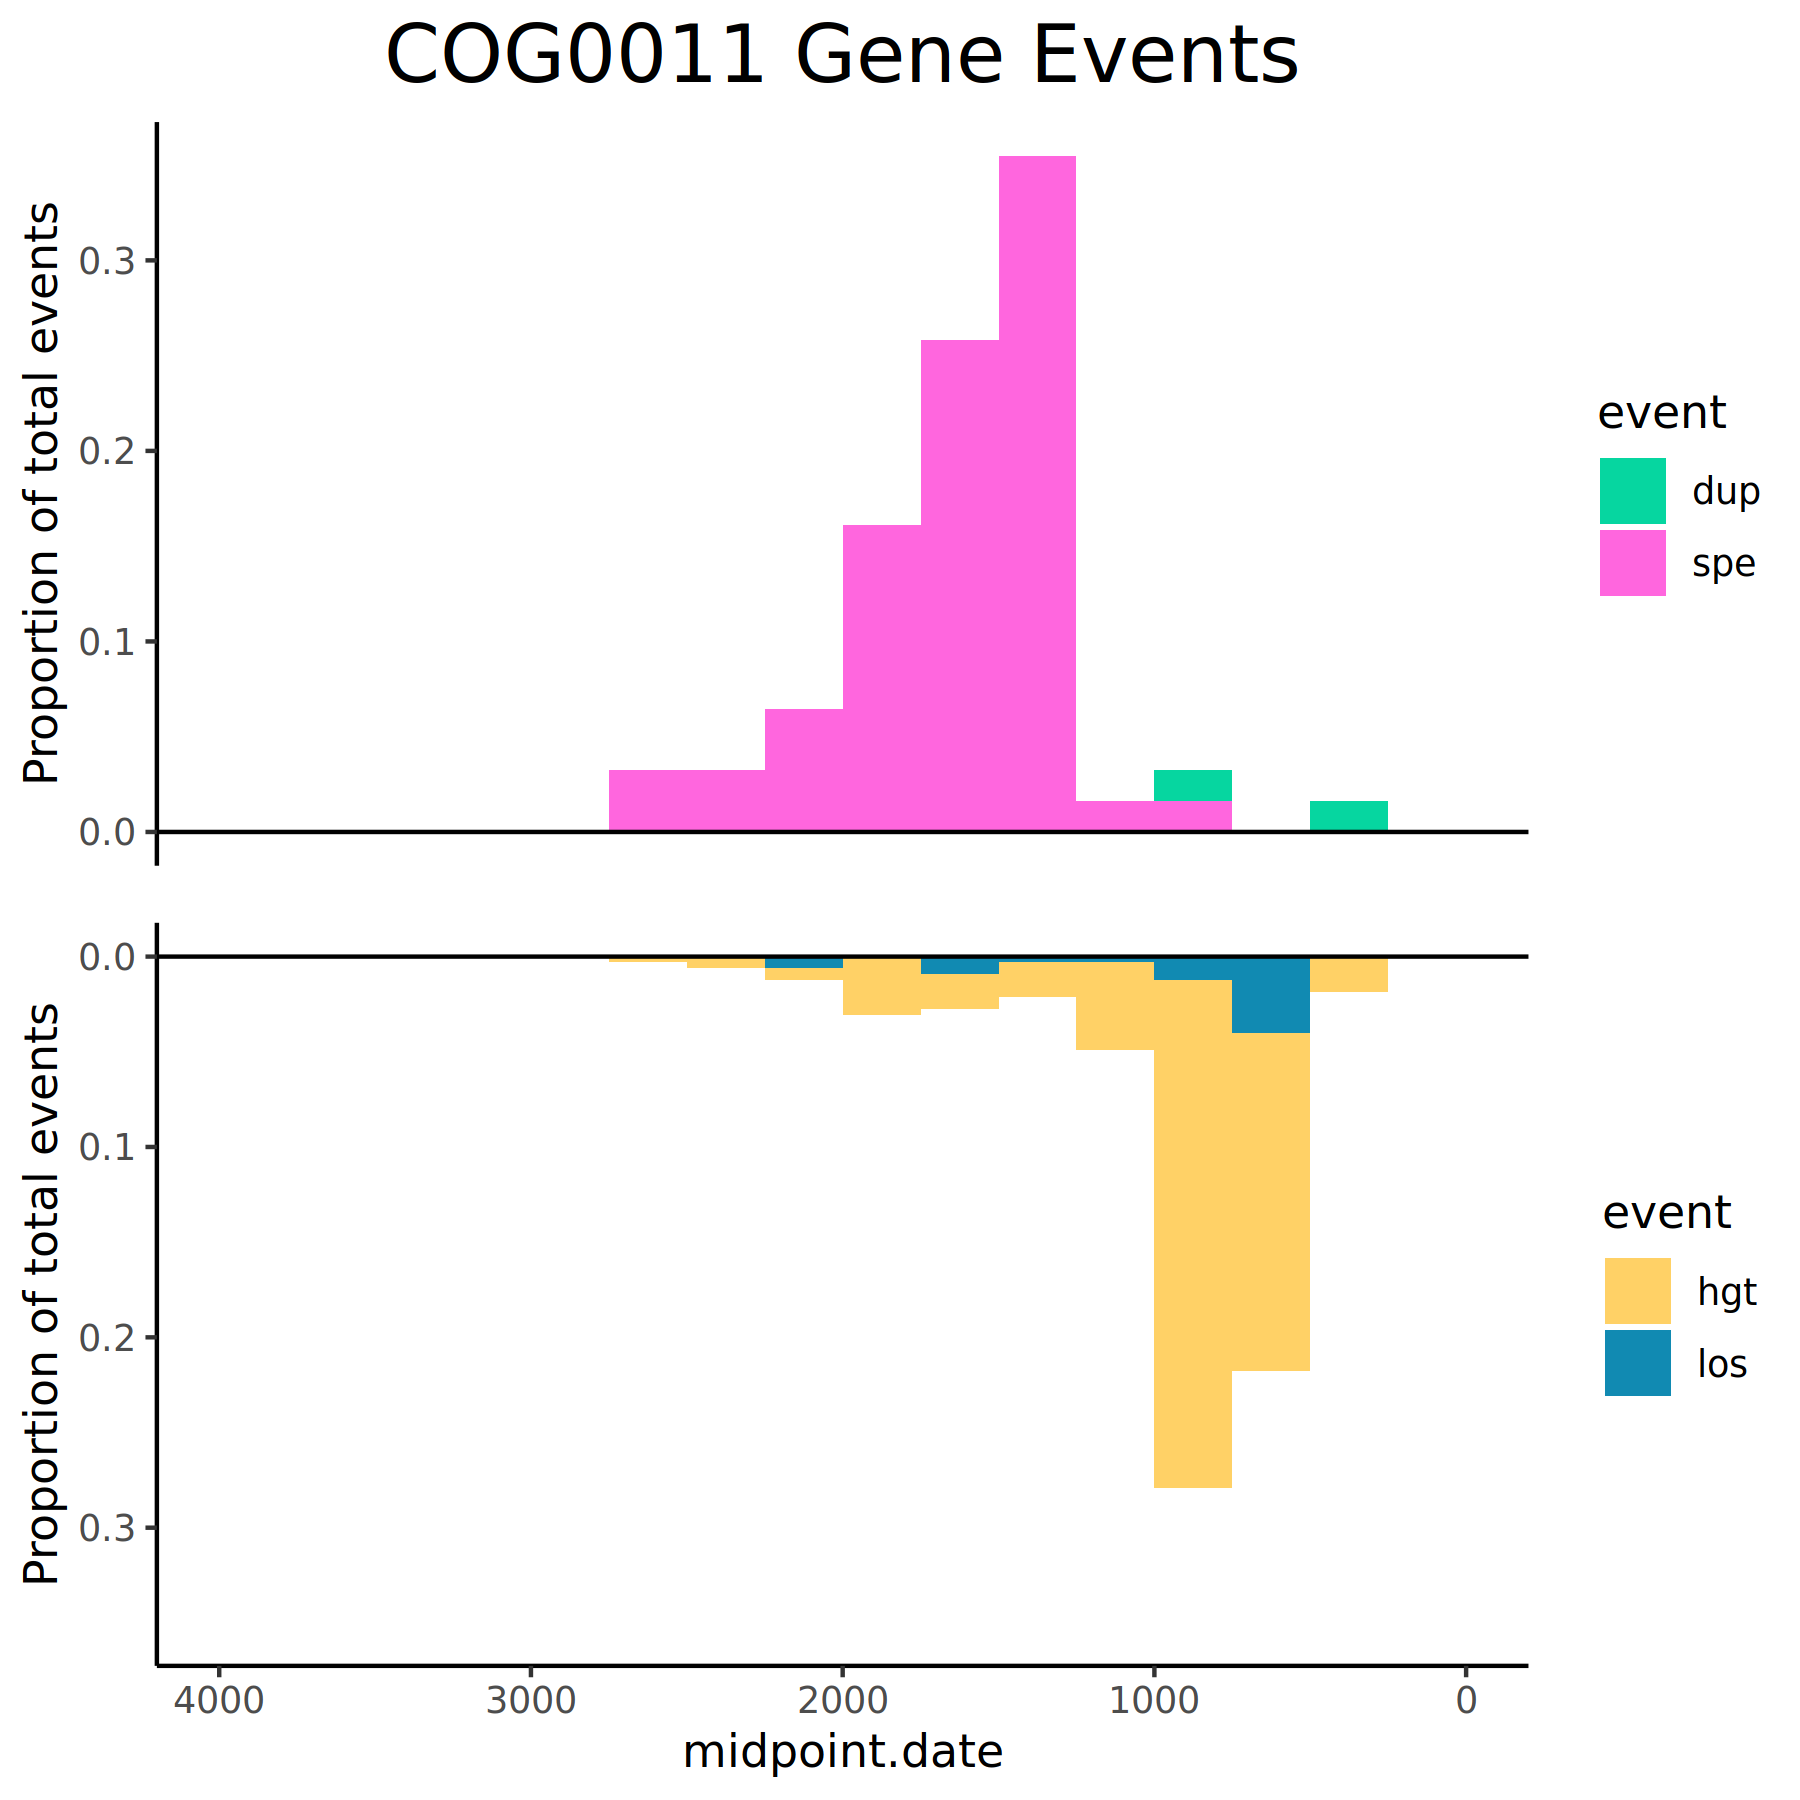 COG0011 Gene Events
Proportion of total events
0.3
0.2
0.1
0.0
event
dup
spe
Proportion of total events
0.0
0.1
0.2
0.3
event
hgt
los
4000 3000 2000 1000 0
midpoint.date